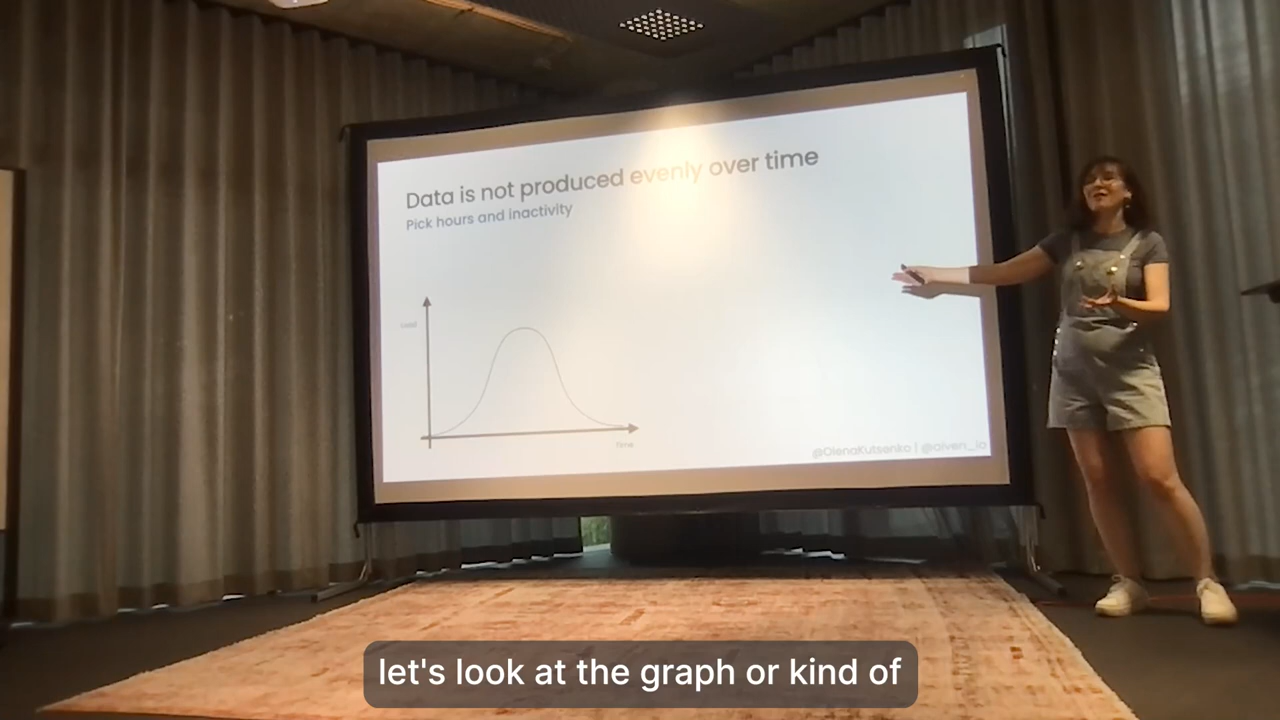 Data is not produced evenly over time
Pick hours and inactivity
load
time
@OlenaKutsenko | @aiven_io
let's look at the graph or kind of